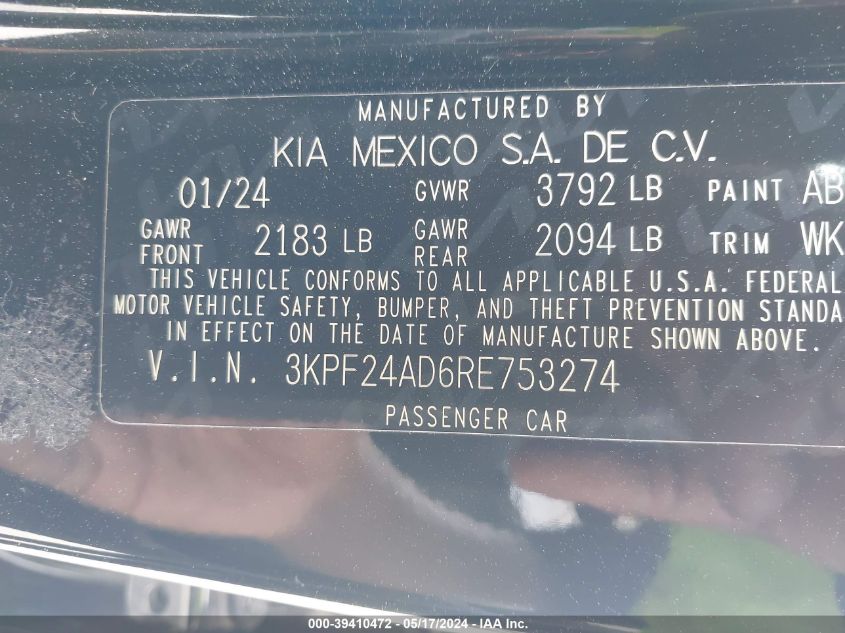 MANUFACTURED BY
KIA MEXICO S.A. DE C.V.
01/24 GVWR 3792 LB PAINT AB
GAWR FRONT 2183 LB GAWR REAR 2094 LB TRIM WK
THIS VEHICLE CONFORMS TO ALL APPLICABLE U.S.A. FEDERAL
MOTOR VEHICLE SAFETY, BUMPER, AND THEFT PREVENTION STANDA
IN EFFECT ON THE DATE OF MANUFACTURE SHOWN ABOVE.
V.I.N. 3KPF24AD6RE753274
PASSENGER CAR
000-39410472 - 05/17/2024 - IAA Inc.